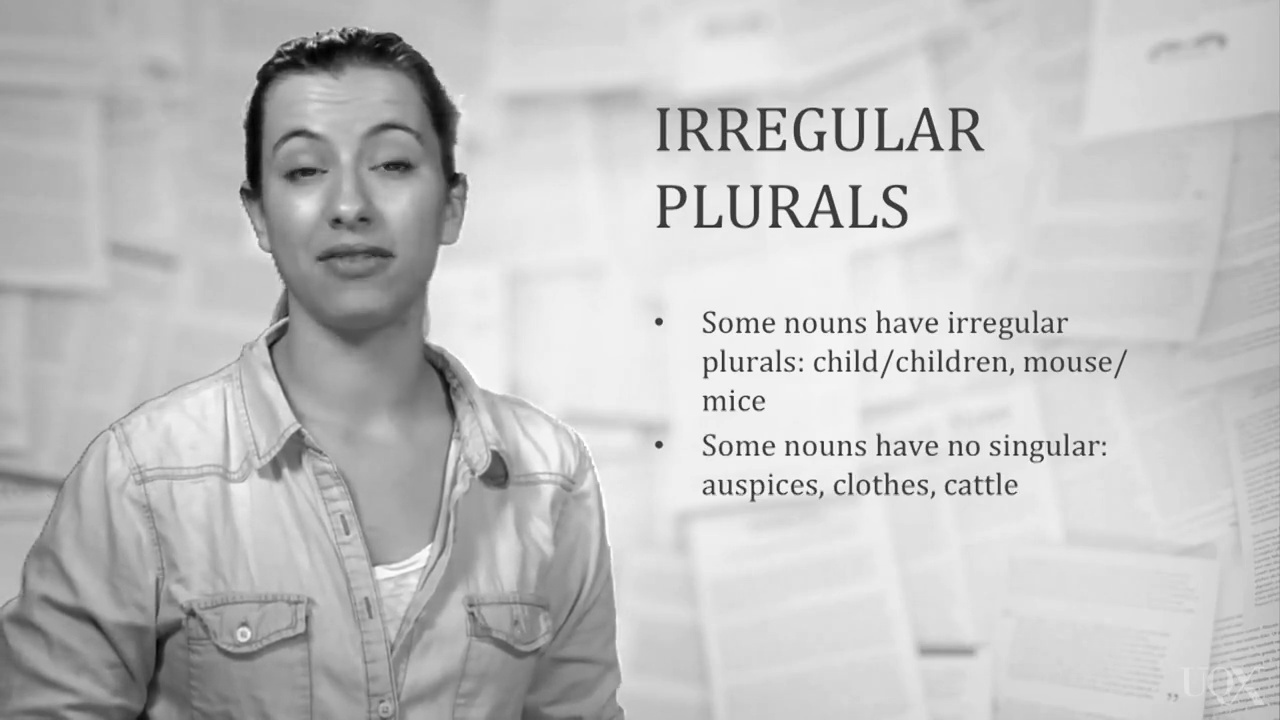 IRREGULAR
PLURALS
• Some nouns have irregular
plurals: child/children, mouse/
mice
• Some nouns have no singular:
auspices, clothes, cattle
UQX